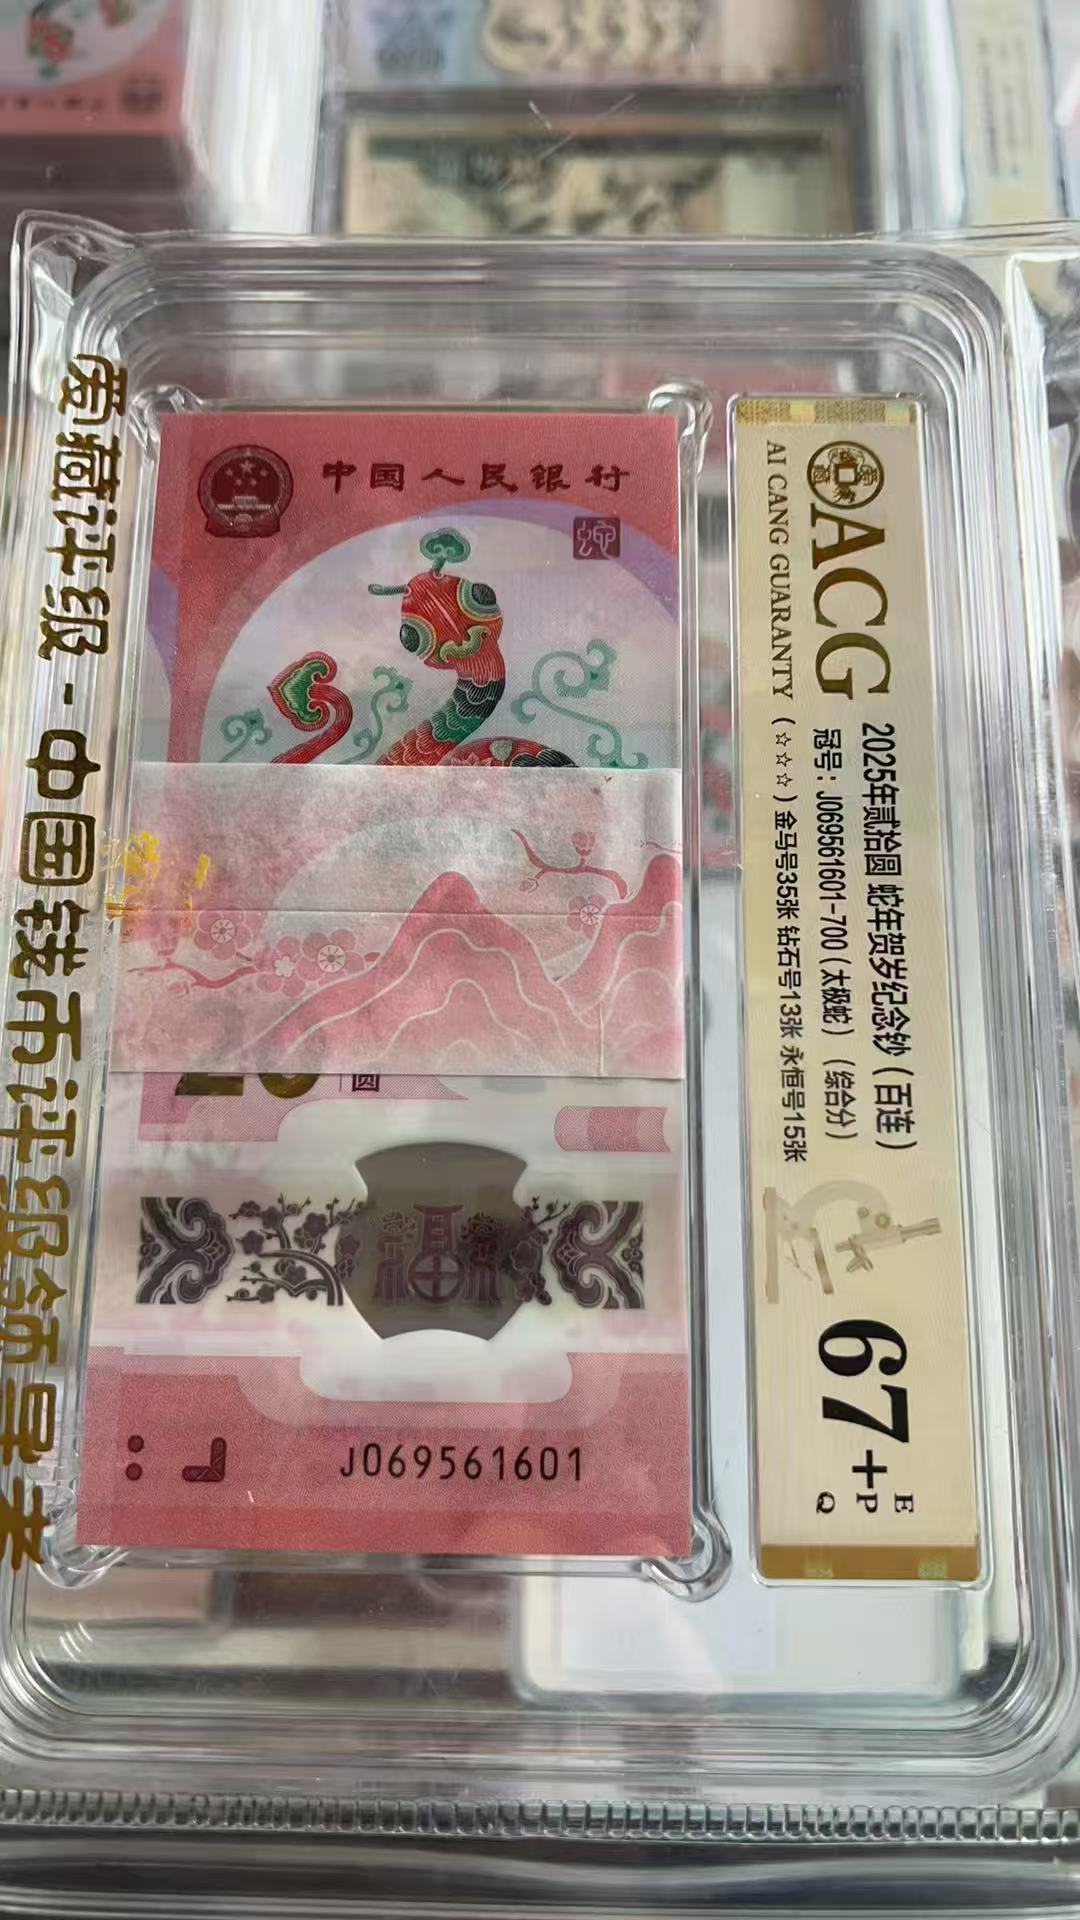 爱藏评级-中国钱币评级领导者
中国人民银行
蛇
圆
福
J069561601
ACG
AI CANG GUARANTY
2025年贰拾圆 蛇年贺岁纪念钞（百连）
冠号：J069561601-700（太极蛇）（综合分）
（☆☆☆）金马号35张 钻石号13张 永恒号15张
67+
E
P
Q